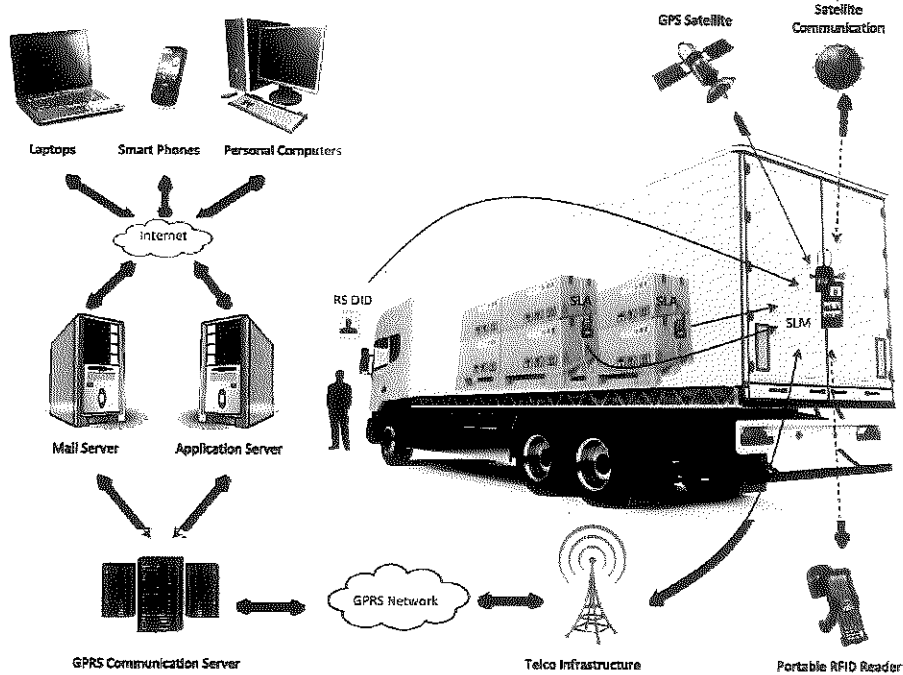 GPS Satellite
Satellite
Communication
Laptops
Smart Phones
Personal Computers
Internet
RS DID
SLA
SLA
SLM
Mail Server
Application Server
GPRS Network
GPRS Communication Server
Telco Infrastructure
Portable RFID Reader